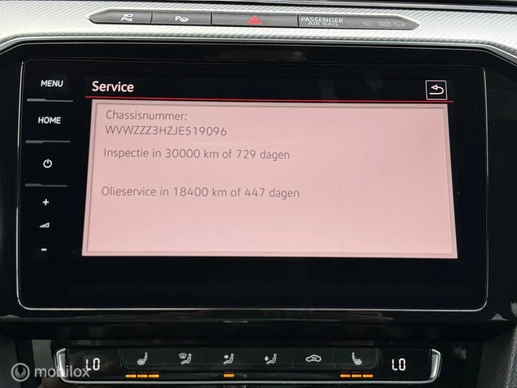 PASSENGER
AIR BAG
MENU
Service
HOME
Chassisnummer:
WVWZZZ3HZJE519096
Inspectie in 30000 km of 729 dagen
Olieservice in 18400 km of 447 dagen
+
-
LO
LO
mobilox